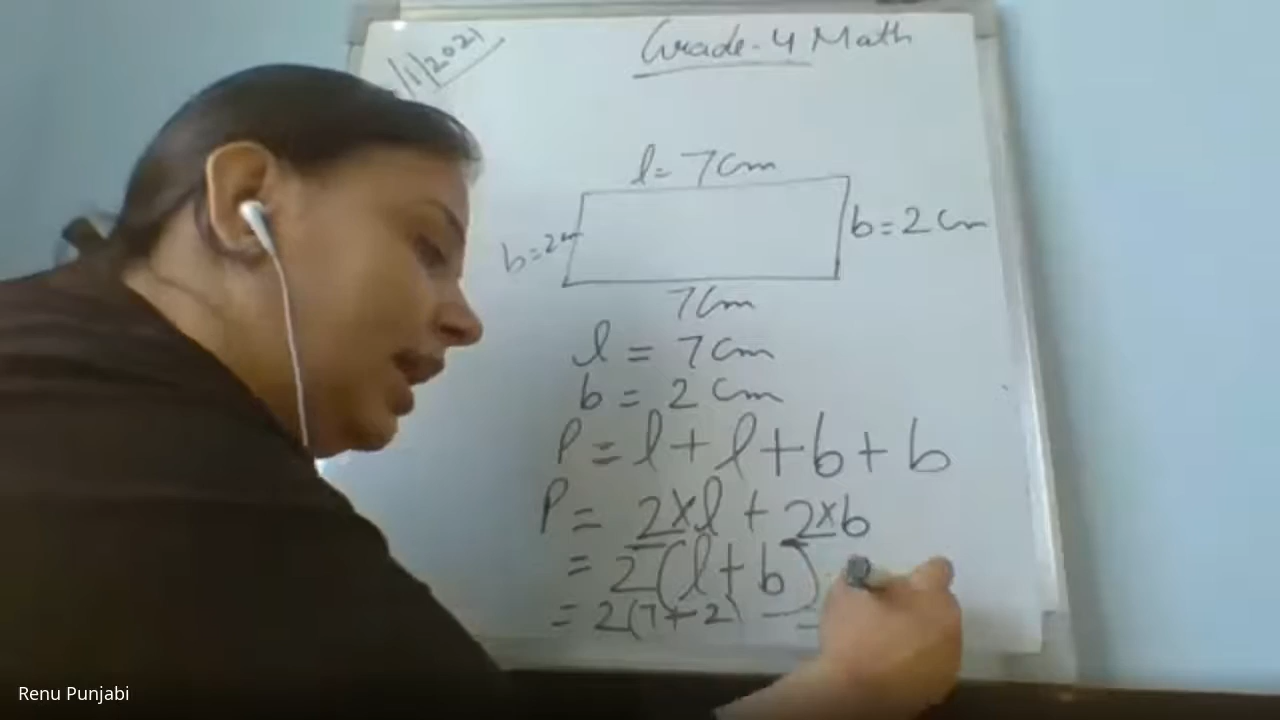 /1/2021
Grade-4 Math
l= 7cm
b=2cm
b=2cm
7cm
l = 7cm
b = 2 cm
P = l + l + b + b
P = 2×l + 2×b
= 2(l+b)
= 2(7+2)
Renu Punjabi